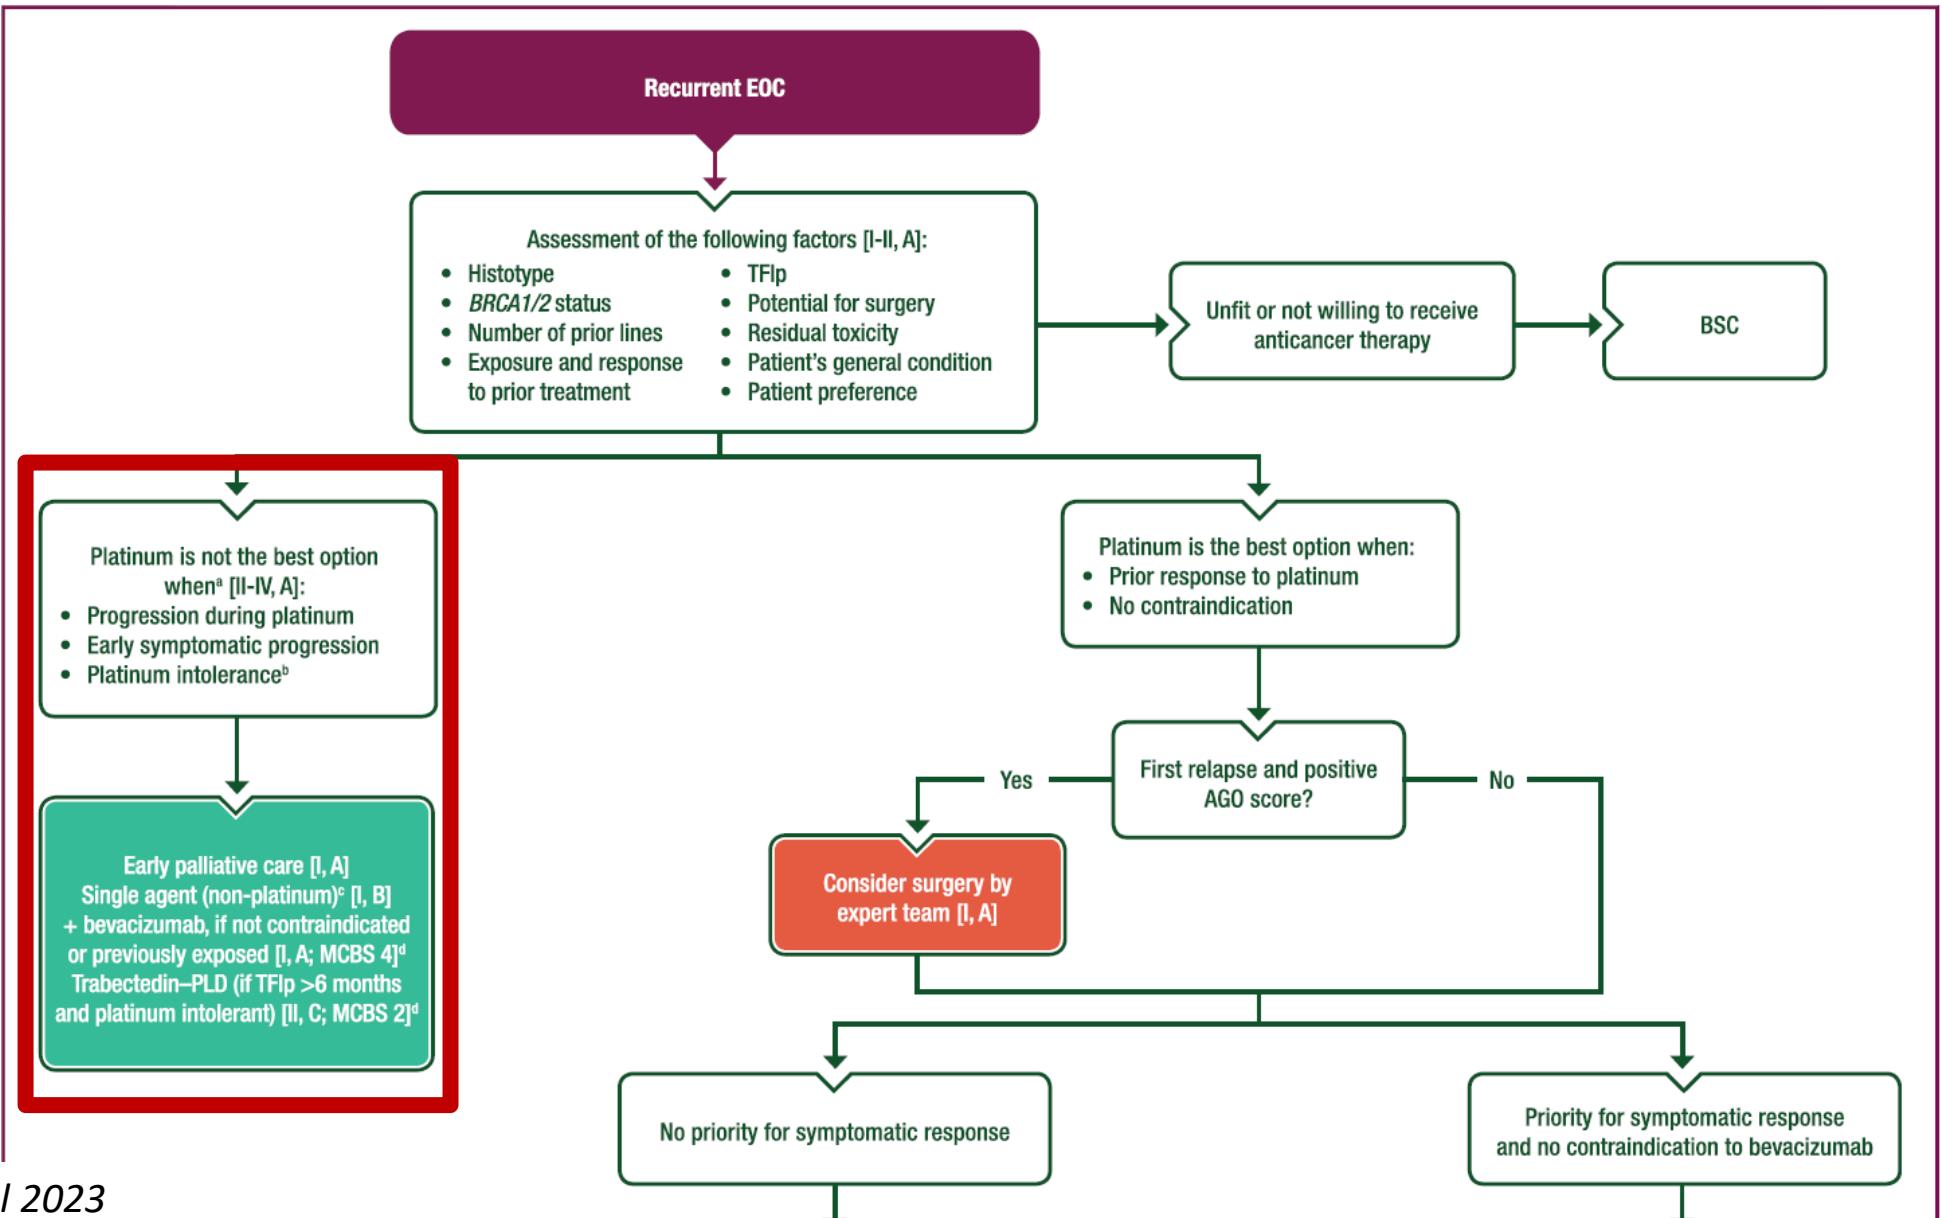 Recurrent EOC
Assessment of the following factors [I-II, A]:
• Histotype
• BRCA1/2 status
• Number of prior lines
• Exposure and response
to prior treatment
• TFIp
• Potential for surgery
• Residual toxicity
• Patient's general condition
• Patient preference
Unfit or not willing to receive
anticancer therapy
BSC
Platinum is not the best option
whenᵃ [II-IV, A]:
• Progression during platinum
• Early symptomatic progression
• Platinum intoleranceᵇ
Early palliative care [I, A]
Single agent (non-platinum)ᶜ [I, B]
+ bevacizumab, if not contraindicated
or previously exposed [I, A; MCBS 4]ᵈ
Trabectedin–PLD (if TFIp >6 months
and platinum intolerant) [II, C; MCBS 2]ᵈ
Platinum is the best option when:
• Prior response to platinum
• No contraindication
First relapse and positive
AGO score?
Yes
No
Consider surgery by
expert team [I, A]
No priority for symptomatic response
Priority for symptomatic response
and no contraindication to bevacizumab
l 2023